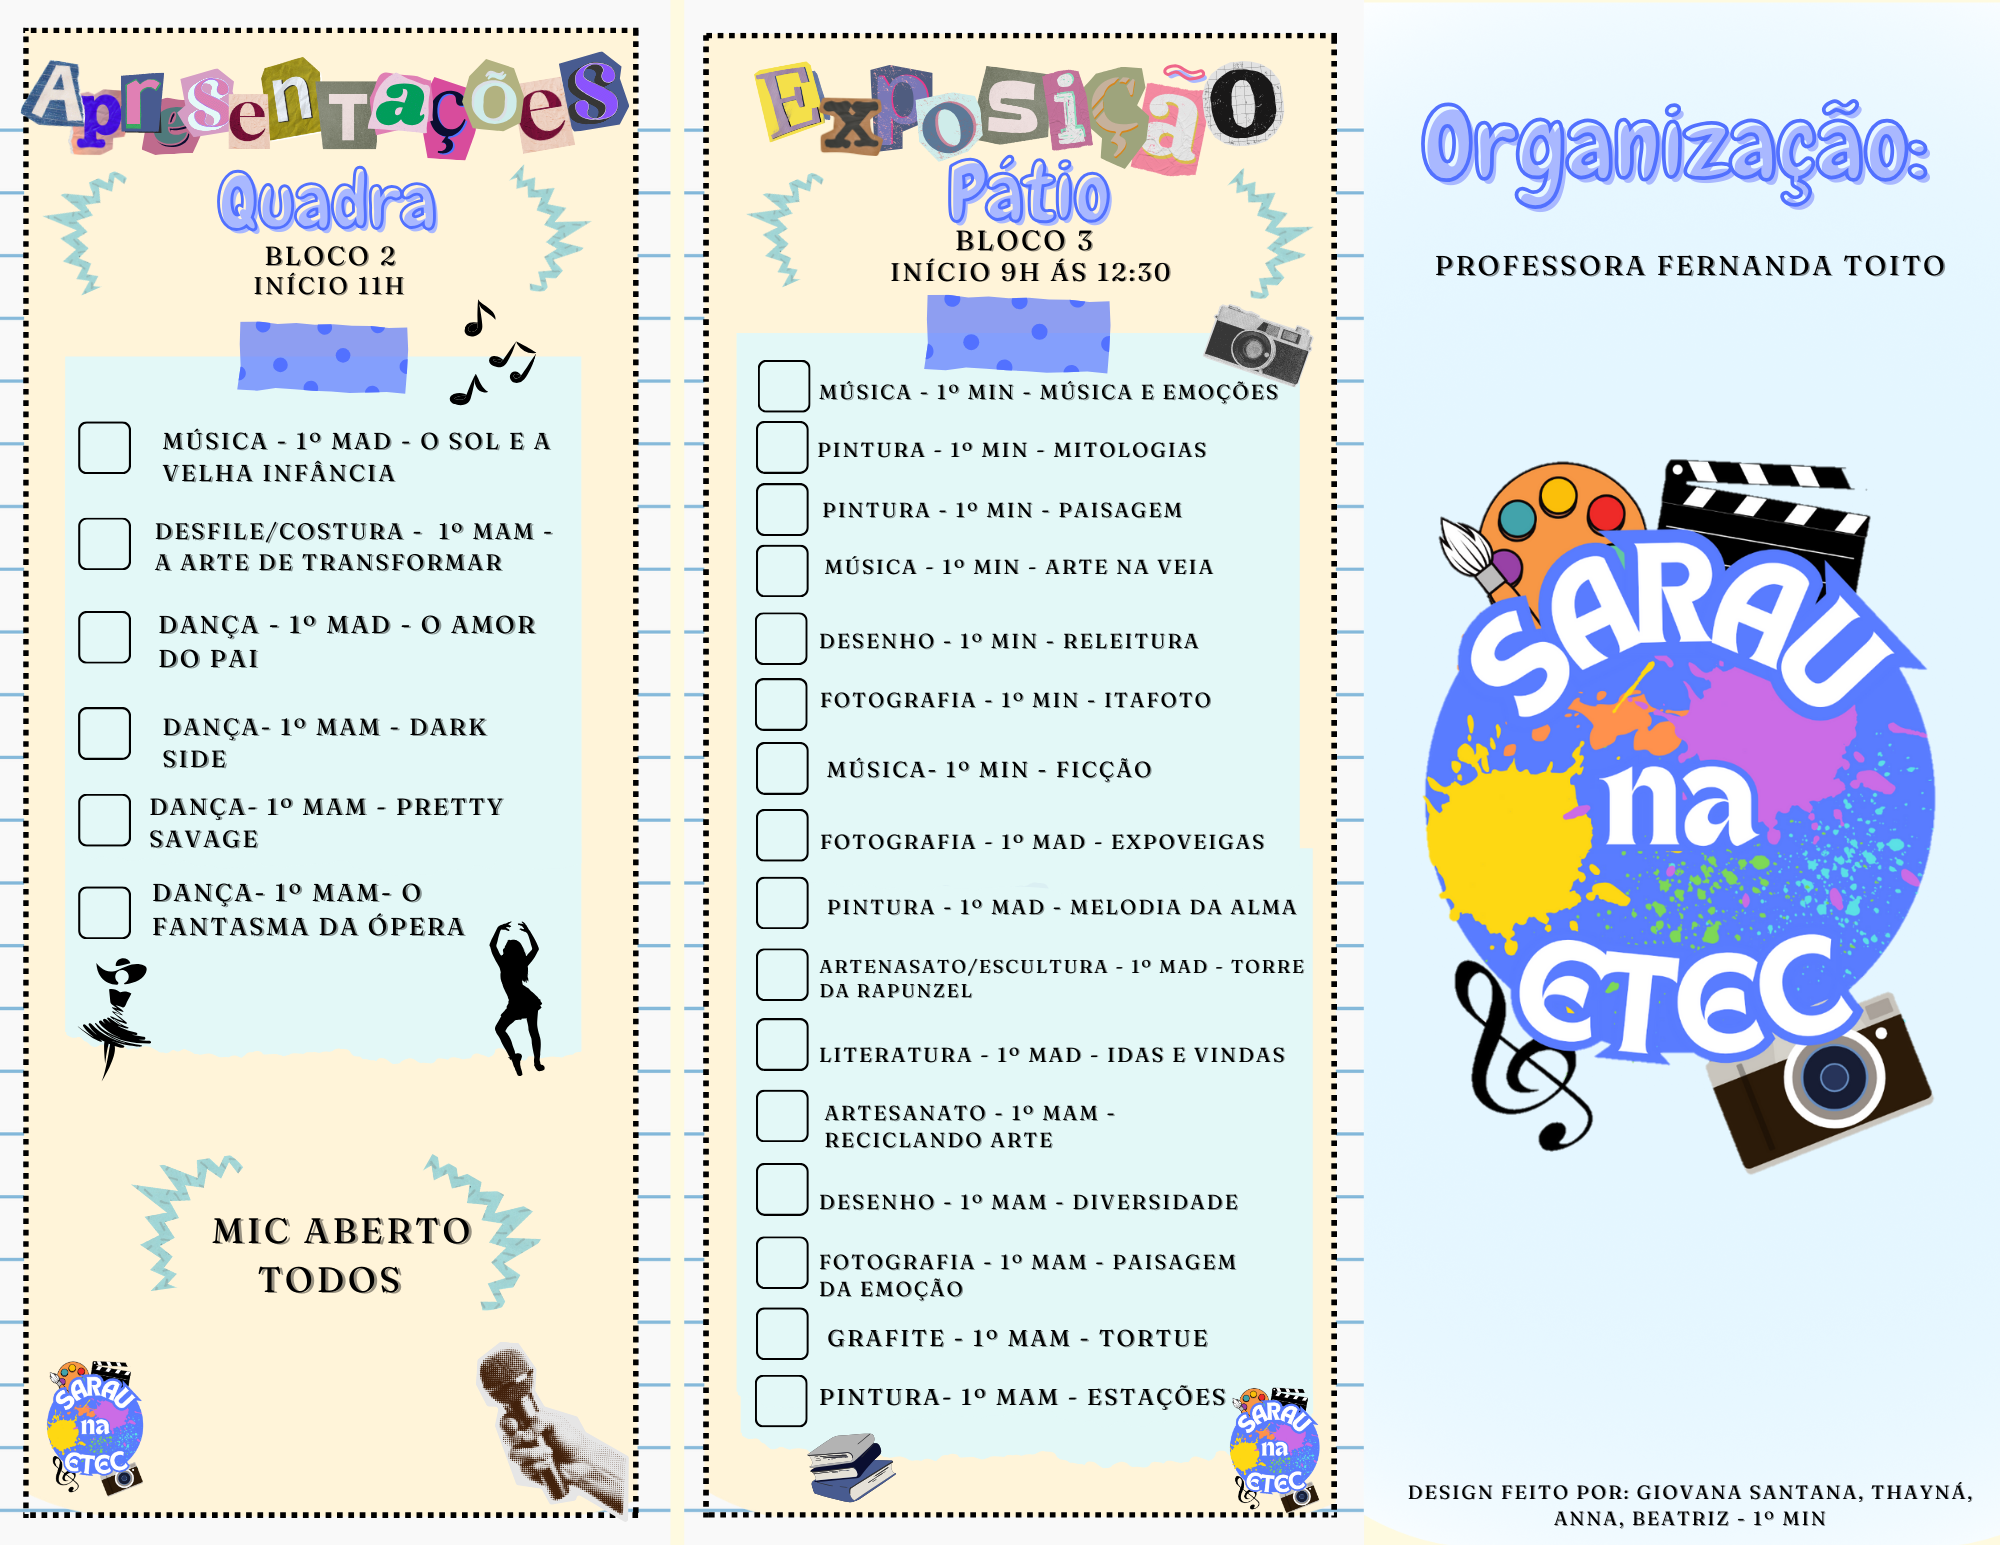 Apresentações
Quadra
BLOCO 2
INÍCIO 11H
MÚSICA - 1º MAD - O SOL E A
VELHA INFÂNCIA
DESFILE/COSTURA - 1º MAM -
A ARTE DE TRANSFORMAR
DANÇA - 1º MAD - O AMOR
DO PAI
DANÇA- 1º MAM - DARK
SIDE
DANÇA- 1º MAM - PRETTY
SAVAGE
DANÇA- 1º MAM- O
FANTASMA DA ÓPERA
MIC ABERTO
TODOS
SARAU
na
ETEC
Exposição
Pátio
BLOCO 3
INÍCIO 9H ÁS 12:30
MÚSICA - 1º MIN - MÚSICA E EMOÇÕES
PINTURA - 1º MIN - MITOLOGIAS
PINTURA - 1º MIN - PAISAGEM
MÚSICA - 1º MIN - ARTE NA VEIA
DESENHO - 1º MIN - RELEITURA
FOTOGRAFIA - 1º MIN - ITAFOTO
MÚSICA- 1º MIN - FICÇÃO
FOTOGRAFIA - 1º MAD - EXPOVEIGAS
PINTURA - 1º MAD - MELODIA DA ALMA
ARTENASATO/ESCULTURA - 1º MAD - TORRE
DA RAPUNZEL
LITERATURA - 1º MAD - IDAS E VINDAS
ARTESANATO - 1º MAM -
RECICLANDO ARTE
DESENHO - 1º MAM - DIVERSIDADE
FOTOGRAFIA - 1º MAM - PAISAGEM
DA EMOÇÃO
GRAFITE - 1º MAM - TORTUE
PINTURA- 1º MAM - ESTAÇÕES
SARAU
na
ETEC
Organização:
PROFESSORA FERNANDA TOITO
SARAU
na
ETEC
DESIGN FEITO POR: GIOVANA SANTANA, THAYNÁ,
ANNA, BEATRIZ - 1º MIN